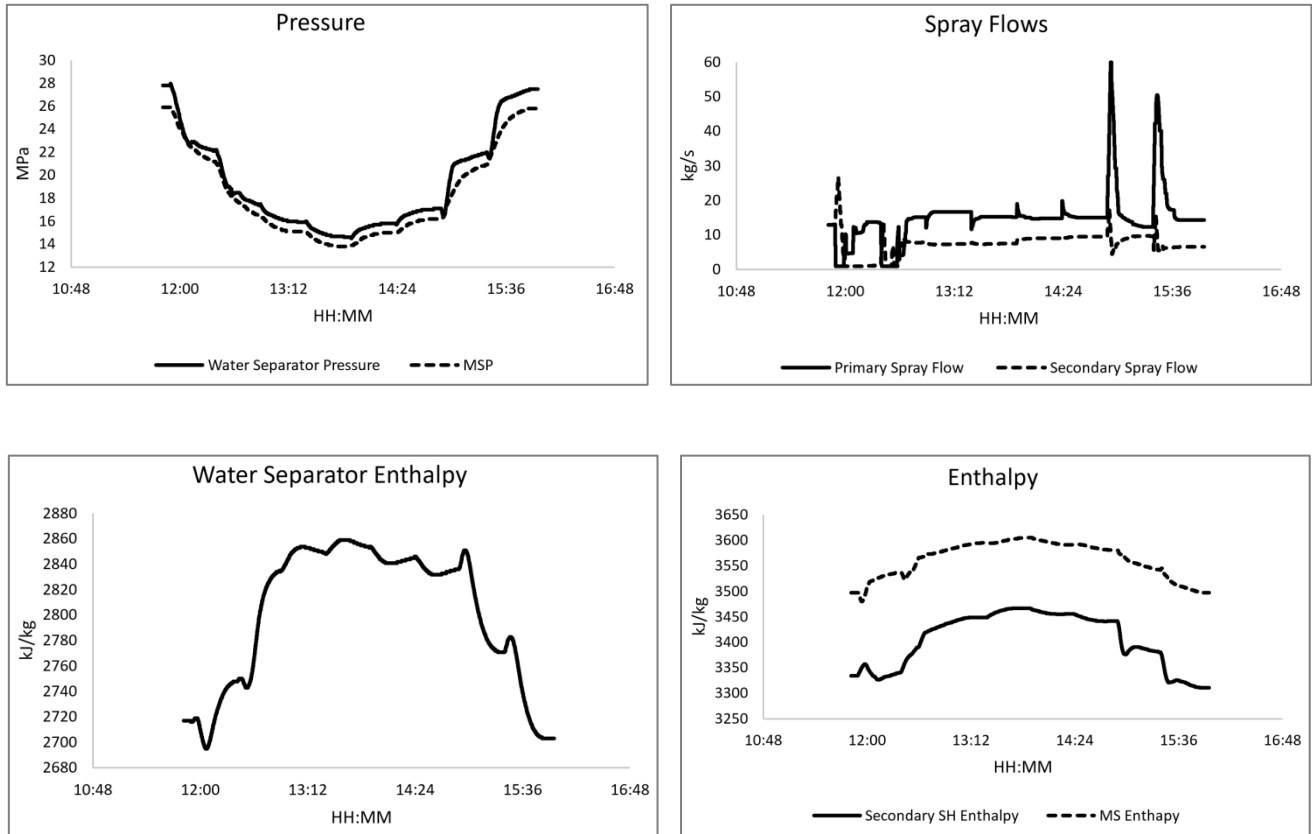 Pressure
30
28
26
24
22
20
18
16
14
12
MPa
10:48 12:00 13:12 14:24 15:36 16:48
HH:MM
Water Separator Pressure MSP
Spray Flows
60
50
40
30
20
10
0
kg/s
10:48 12:00 13:12 14:24 15:36 16:48
HH:MM
Primary Spray Flow Secondary Spray Flow
Water Separator Enthalpy
2880
2860
2840
2820
2800
2780
2760
2740
2720
2700
2680
kJ/kg
10:48 12:00 13:12 14:24 15:36 16:48
HH:MM
Enthalpy
3650
3600
3550
3500
3450
3400
3350
3300
3250
kJ/kg
10:48 12:00 13:12 14:24 15:36 16:48
HH:MM
Secondary SH Enthalpy MS Enthapy